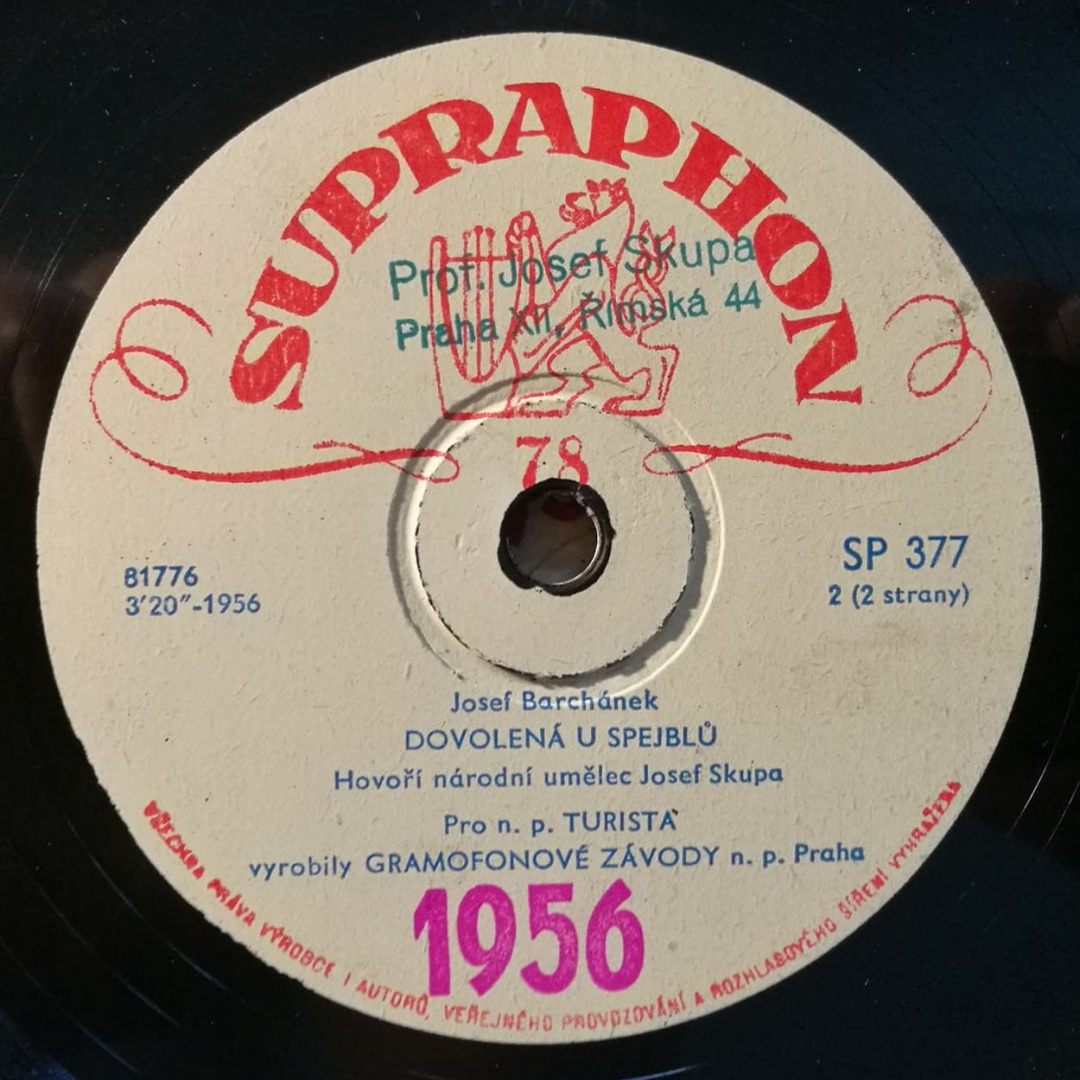 SUPRAPHON
Prof. Josef Skupa
Praha XII, Římská 44
78
81776
3'20"-1956
SP 377
2 (2 strany)
Josef Barchánek
DOVOLENÁ U SPEJBLŮ
Hovoří národní umělec Josef Skupa
Pro n. p. TURISTA
vyrobily GRAMOFONOVÉ ZÁVODY n. p. Praha
1956
VŠECHNA PRÁVA VÝROBCE I AUTORŮ, VEŘEJNÉHO PROVOZOVÁNÍ A ROZHLASOVÉHO ŠÍŘENÍ VYHRAŽENA